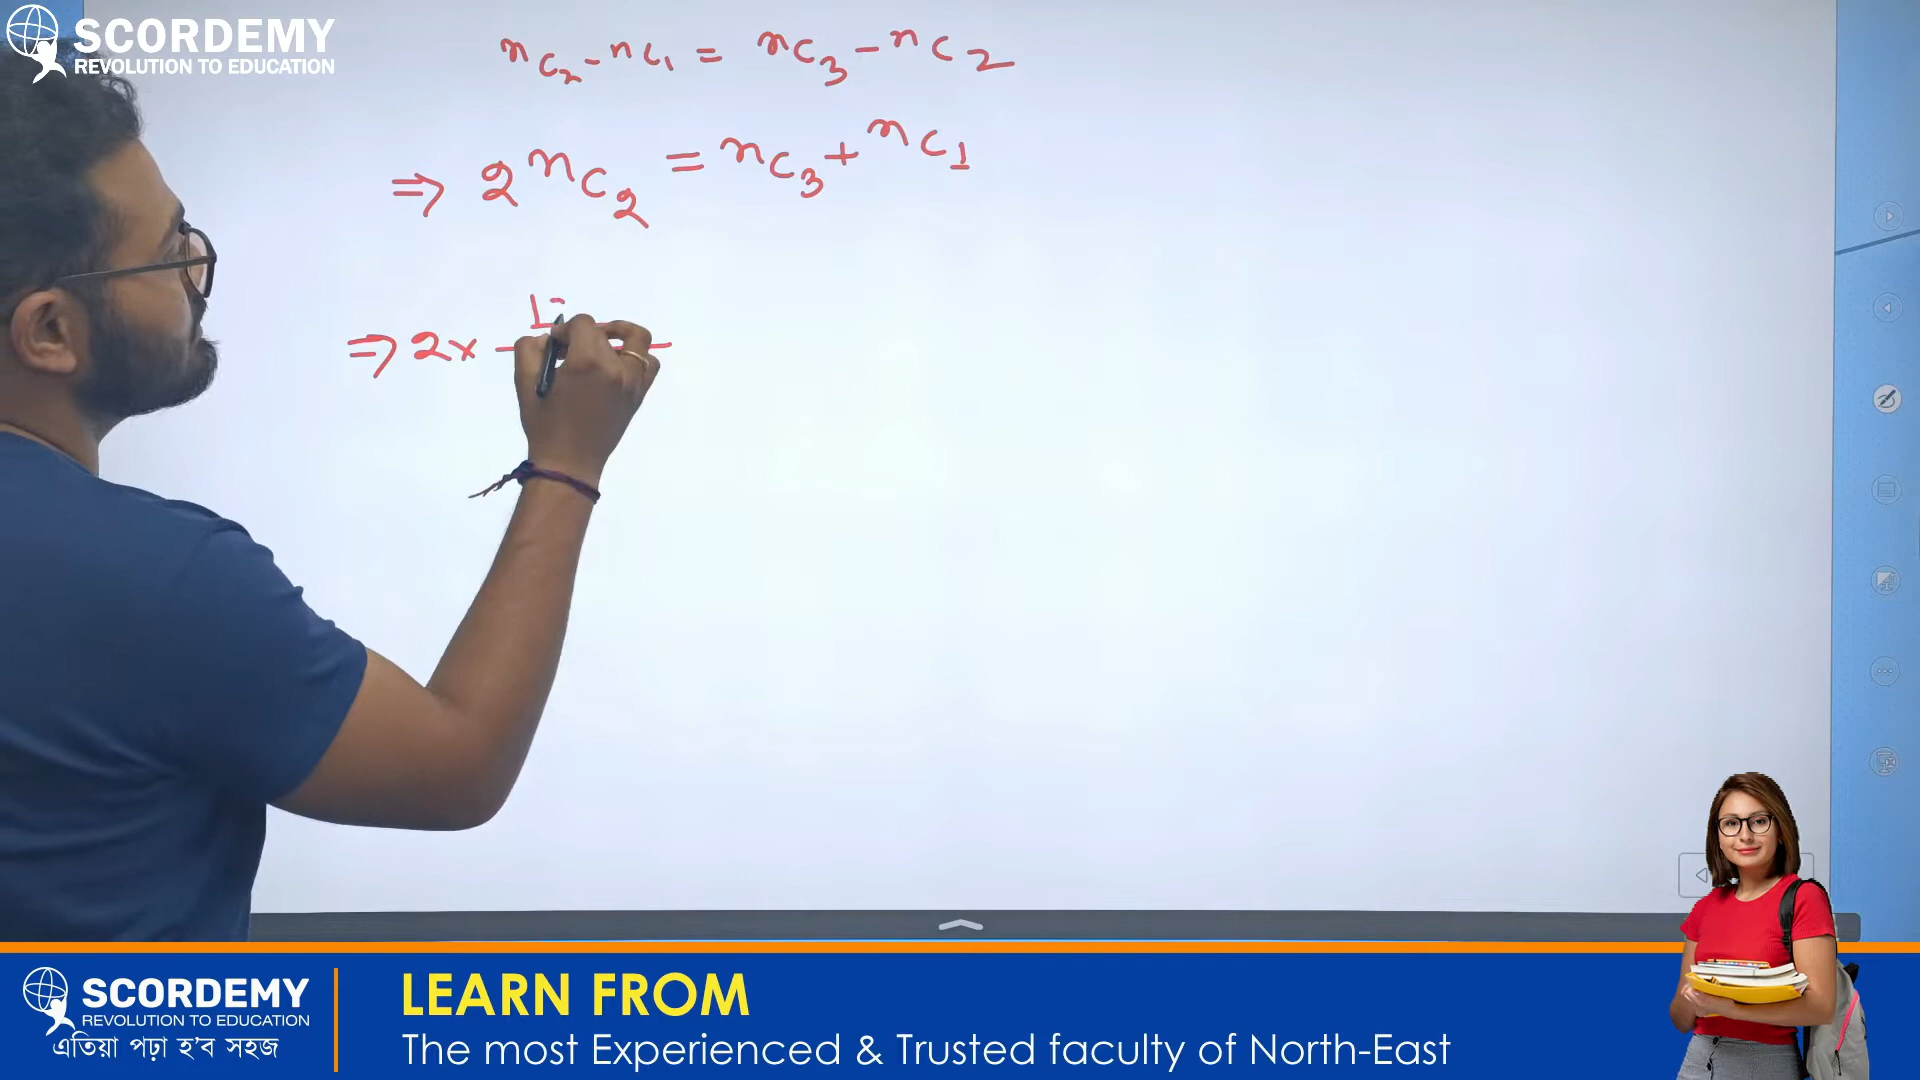 SCORDEMY
REVOLUTION TO EDUCATION
ⁿC₂ - ⁿC₁ = ⁿC₃ - ⁿC₂
⇒ 2 ⁿC₂ = ⁿC₃ + ⁿC₁
⇒ 2 ×
SCORDEMY
REVOLUTION TO EDUCATION
এতিয়া পঢ়া হ'ব সহজ
LEARN FROM
The most Experienced & Trusted faculty of North-East